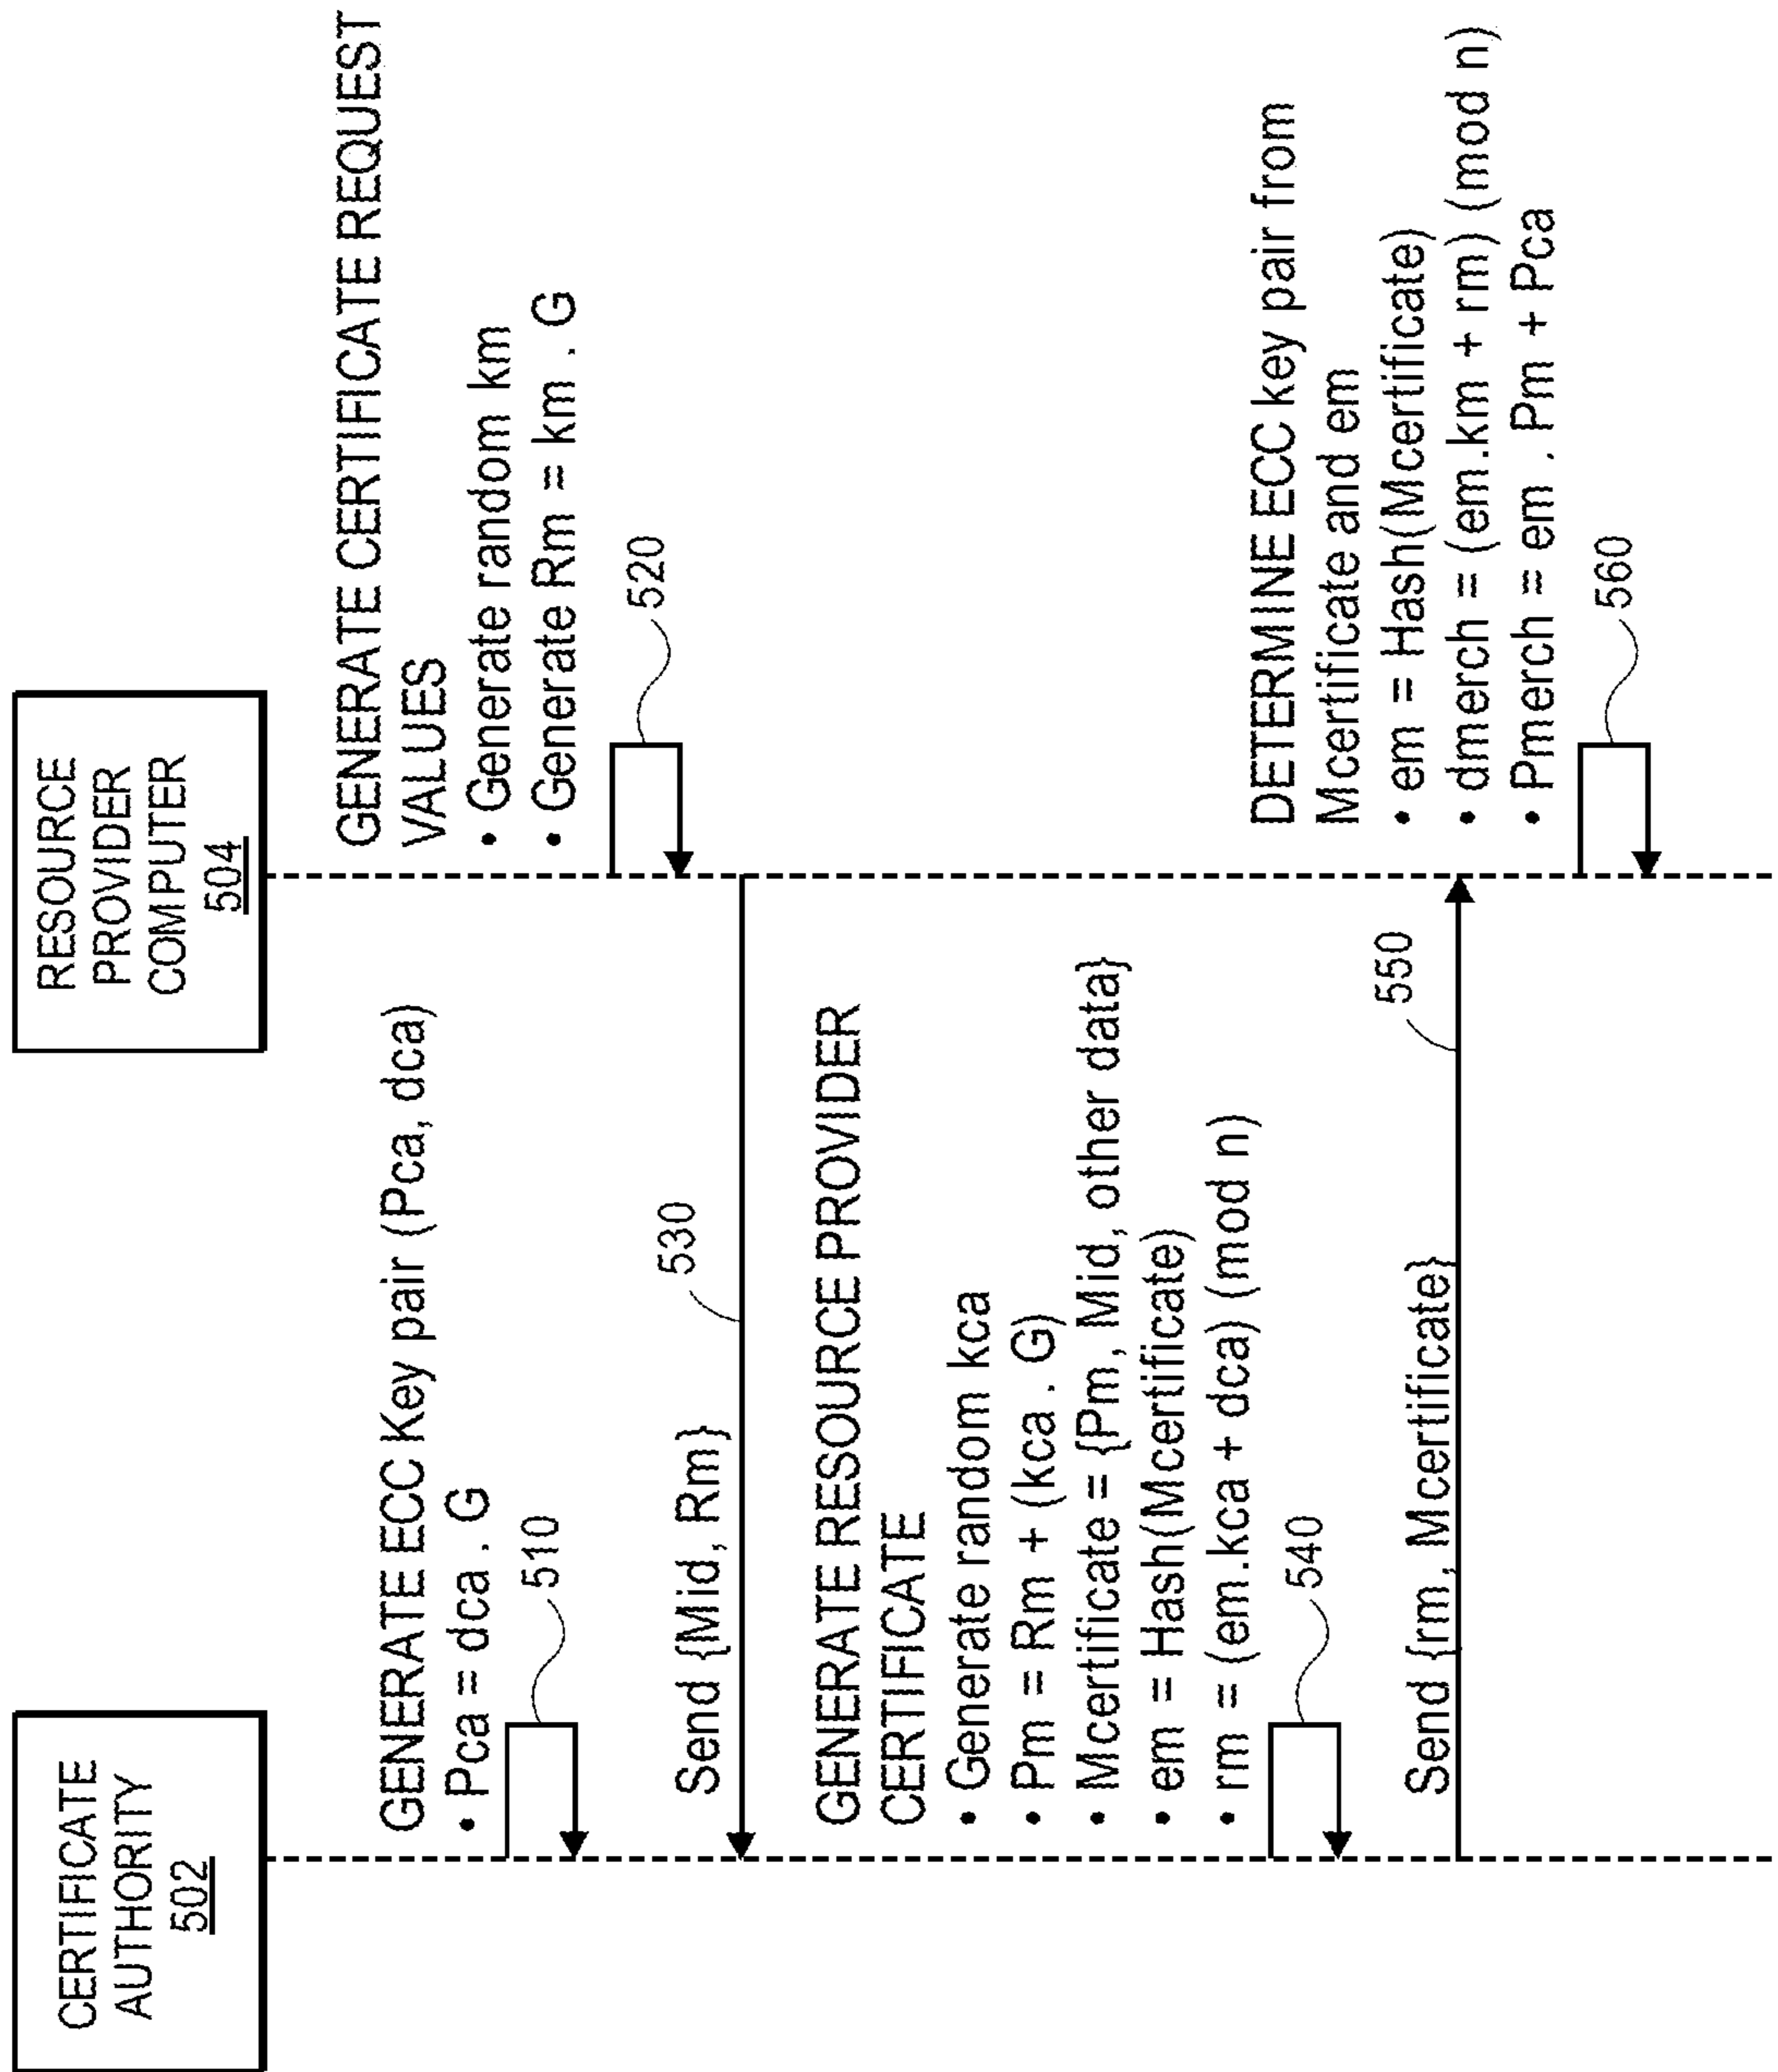 CERTIFICATE
AUTHORITY
502
RESOURCE
PROVIDER
COMPUTER
504
GENERATE ECC Key pair (Pca, dca)
• Pca = dca . G
510
GENERATE CERTIFICATE REQUEST
VALUES
• Generate random km
• Generate Rm = km . G
520
Send {Mid, Rm}
530
GENERATE RESOURCE PROVIDER
CERTIFICATE
• Generate random kca
• Pm = Rm + (kca . G)
• Mcertificate = {Pm, Mid, other data}
• em = Hash(Mcertificate)
• rm = (em.kca + dca) (mod n)
540
Send {rm, Mcertificate}
550
DETERMINE ECC key pair from
Mcertificate and em
• em = Hash(Mcertificate)
• dmerch = (em.km + rm) (mod n)
• Pmerch = em . Pm + Pca
560